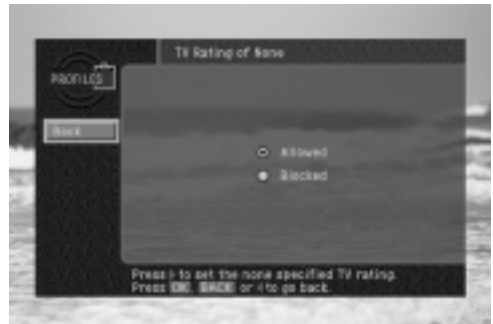 TV Rating of None
PROFILES
Back
Allowed
Blocked
Press › to set the none specified TV rating.
Press OK, BACK or ‹ to go back.